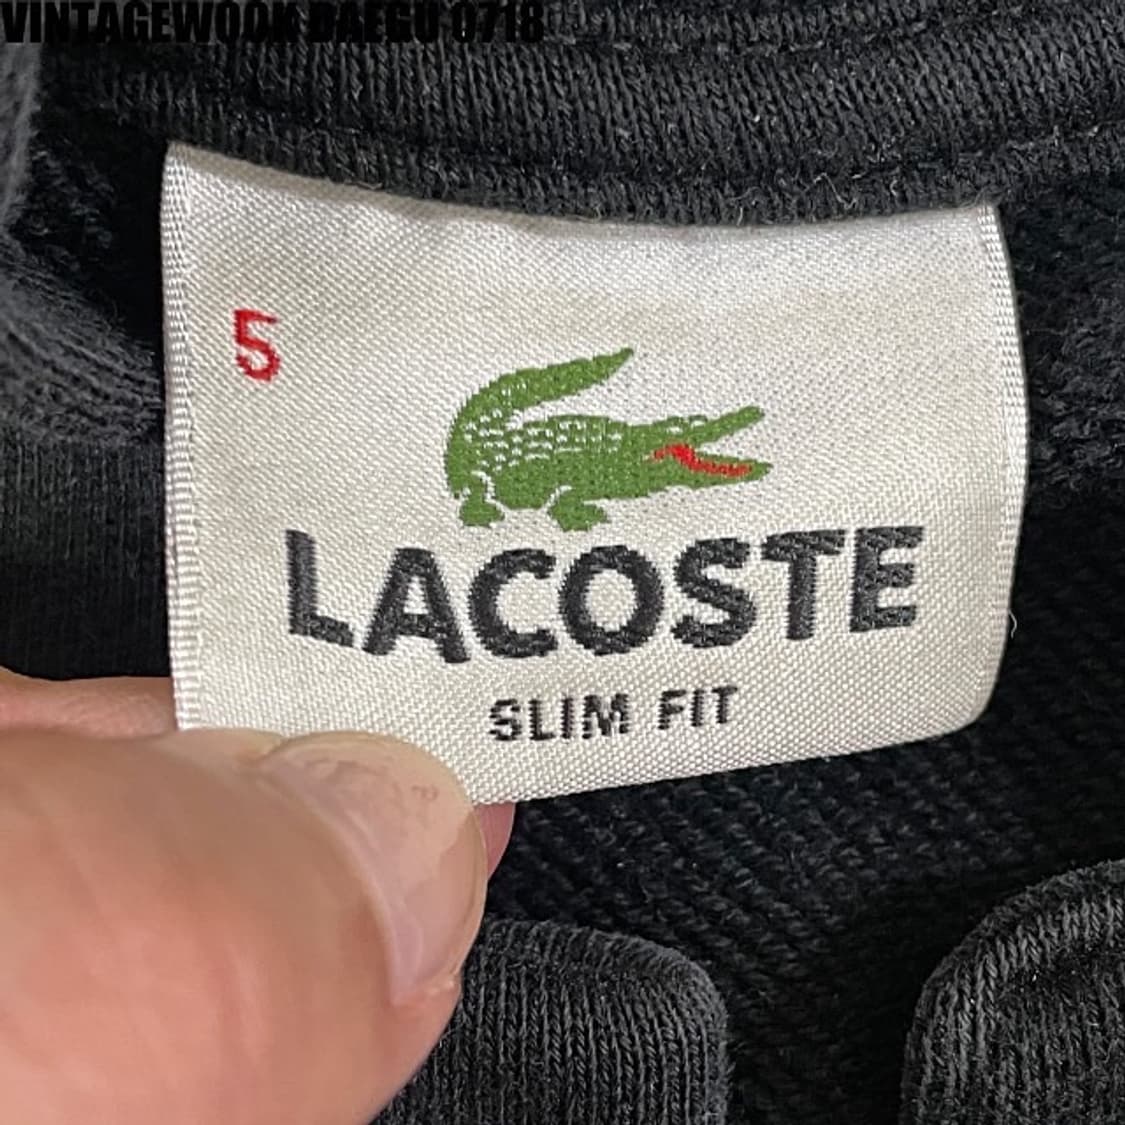 VINTAGEWOOK DAEGU 0718
5
LACOSTE
SLIM FIT